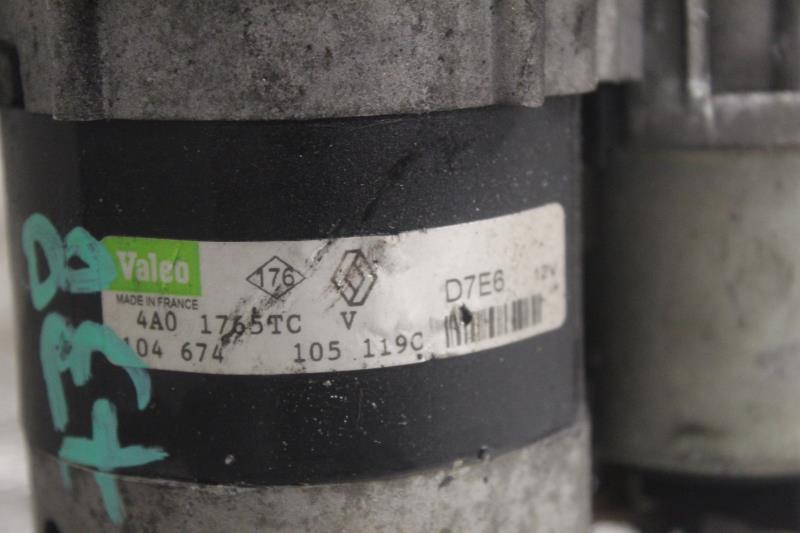 Valeo 176 D7E6 12V
MADE IN FRANCE
4A0 1765TC V
104 674 105 119C